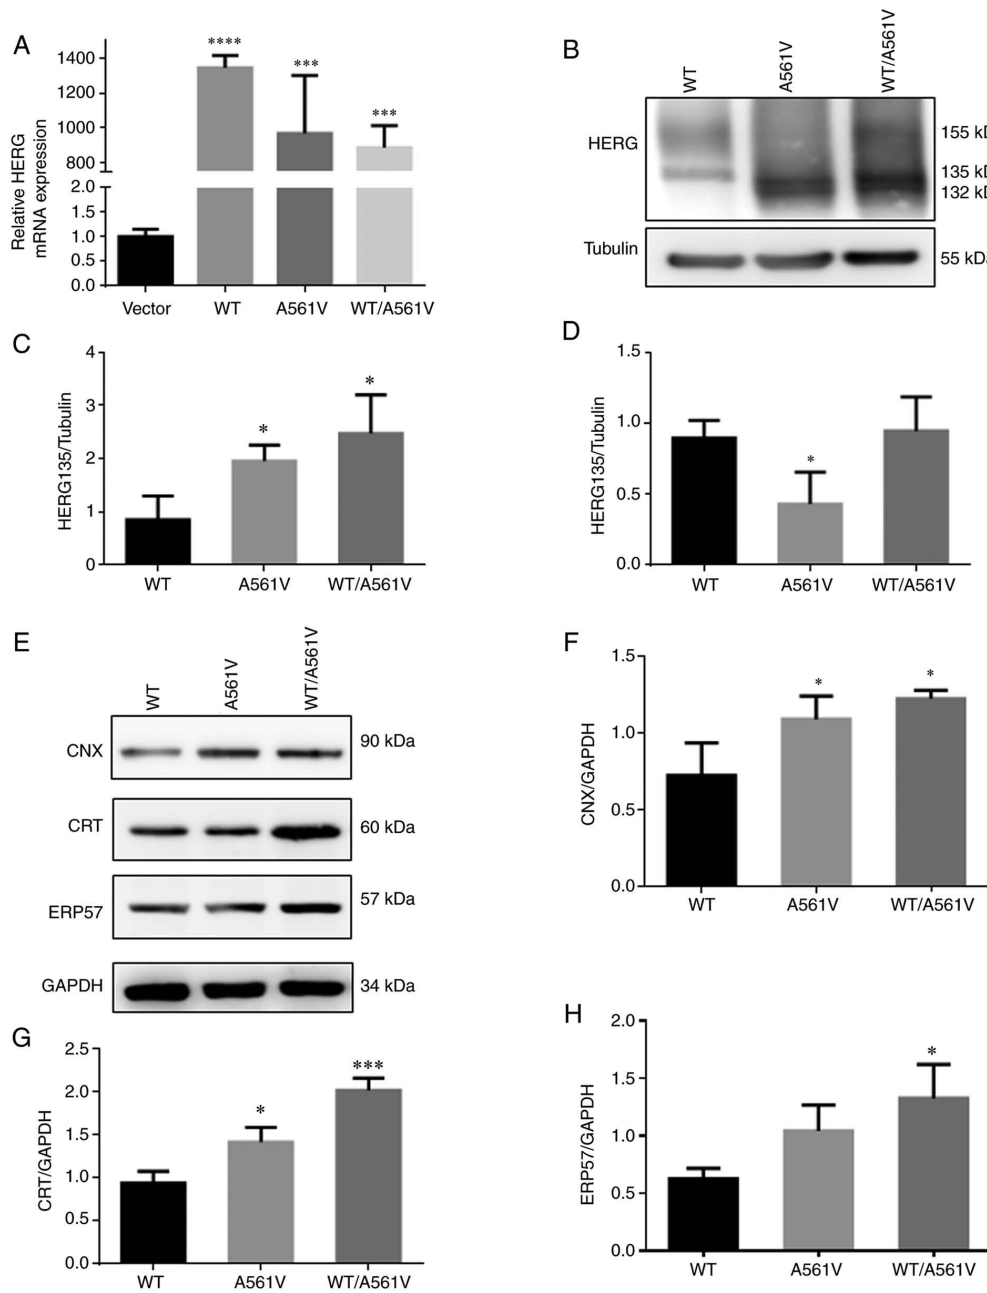 A
Relative HERG
mRNA expression
1400
1200
1000
800
2.0
1.5
1.0
0.5
0.0
****
***
***
Vector WT A561V WT/A561V
B
WT A561V WT/A561V
HERG
155 kD
135 kD
132 kD
Tubulin
55 kDa
C
HERG135/Tubulin
4
3
2
1
0
*
*
WT A561V WT/A561V
D
HERG135/Tubulin
1.5
1.0
0.5
0.0
*
WT A561V WT/A561V
E
WT A561V WT/A561V
CNX 90 kDa
CRT 60 kDa
ERP57 57 kDa
GAPDH 34 kDa
F
CNX/GAPDH
1.5
1.0
0.5
0.0
*
*
WT A561V WT/A561V
G
CRT/GAPDH
2.5
2.0
1.5
1.0
0.5
0.0
*
***
WT A561V WT/A561V
H
ERP57/GAPDH
2.0
1.5
1.0
0.5
0.0
*
WT A561V WT/A561V